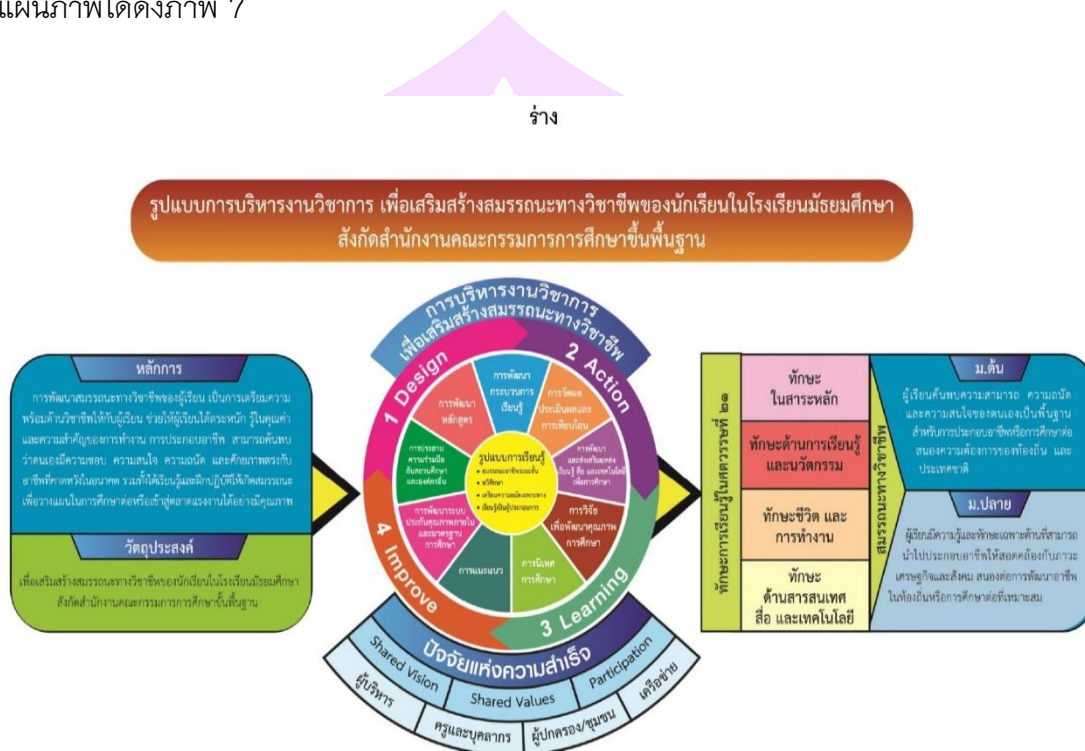 แผนภาพได้ดังภาพ 7
ร่าง
รูปแบบการบริหารงานวิชาการ เพื่อเสริมสร้างสมรรถนะทางวิชาชีพของนักเรียนในโรงเรียนมัธยมศึกษา
สังกัดสำนักงานคณะกรรมการการศึกษาขึ้นพื้นฐาน
หลักการ
การพัฒนาสมรรถนะทางวิชาชีพของผู้เรียน เป็นการเตรียมความ
พร้อมด้านวิชาชีพให้กับผู้เรียน ช่วยให้ผู้เรียนได้ตระหนัก รู้ในคุณค่า
และความสำคัญของการทำงาน การประกอบอาชีพ สามารถค้นพบ
ว่าตนเองมีความชอบ ความสนใจ ความถนัด และศักยภาพตรงกับ
อาชีพที่คาดหวังในอนาคต รวมทั้งให้เรียนรู้และฝึกปฏิบัติให้เกิดสมรรถนะ
เพื่อวางแผนในการศึกษาต่อหรือเข้าสู่ตลาดแรงงานได้อย่างมีคุณภาพ
วัตถุประสงค์
เพื่อเสริมสร้างสมรรถนะทางวิชาชีพของนักเรียนในโรงเรียนมัธยมศึกษา
สังกัดสำนักงานคณะกรรมการการศึกษาขั้นพื้นฐาน
การบริหารงานวิชาการ
เพื่อเสริมสร้างสมรรถนะทางวิชาชีพ
1 Design
2 Action
3 Learning
4 Improve
การพัฒนา
กระบวนการ
เรียนรู้
การวัดผล
ประเมินผลและ
การเทียบโอน
การพัฒนา
และส่งเสริมแหล่ง
เรียนรู้ สื่อ และเทคโนโลยี
เพื่อการศึกษา
การวิจัย
เพื่อพัฒนาคุณภาพ
การศึกษา
การนิเทศ
การศึกษา
การแนะแนว
การพัฒนาระบบ
ประกันคุณภาพภายใน
และมาตรฐาน
การศึกษา
การประสาน
ความร่วมมือ
กับสถานศึกษา
และองค์กรอื่น
การพัฒนา
หลักสูตร
รูปแบบการเรียนรู้
• สมรรถนะอาชีพระยะสั้น
• ทวิศึกษา
• เตรียมความถนัดเฉพาะทาง
• เรียนรู้เป็นผู้ประกอบการ
ปัจจัยแห่งความสำเร็จ
Shared Vision
Shared Values
Participation
ผู้บริหาร
ครูและบุคลากร
ผู้ปกครอง/ชุมชน
เครือข่าย
ทักษะการเรียนรู้ในศตวรรษที่ ๒๑
ทักษะ
ในสาระหลัก
ทักษะด้านการเรียนรู้
และนวัตกรรม
ทักษะชีวิต และ
การทำงาน
ทักษะ
ด้านสารสนเทศ
สื่อ และเทคโนโลยี
สมรรถนะทางวิชาชีพ
ม.ต้น
ผู้เรียนค้นพบความสามารถ ความถนัด
และความสนใจของตนเองเป็นพื้นฐาน
สำหรับการประกอบอาชีพหรือการศึกษาต่อ
สนองความต้องการของท้องถิ่น และ
ประเทศชาติ
ม.ปลาย
ผู้เรียนมีความรู้และทักษะเฉพาะด้านที่สามารถ
นำไปประกอบอาชีพให้สอดคล้องกับภาวะ
เศรษฐกิจและสังคม สนองต่อการพัฒนาอาชีพ
ในท้องถิ่นหรือการศึกษาต่อที่เหมาะสม